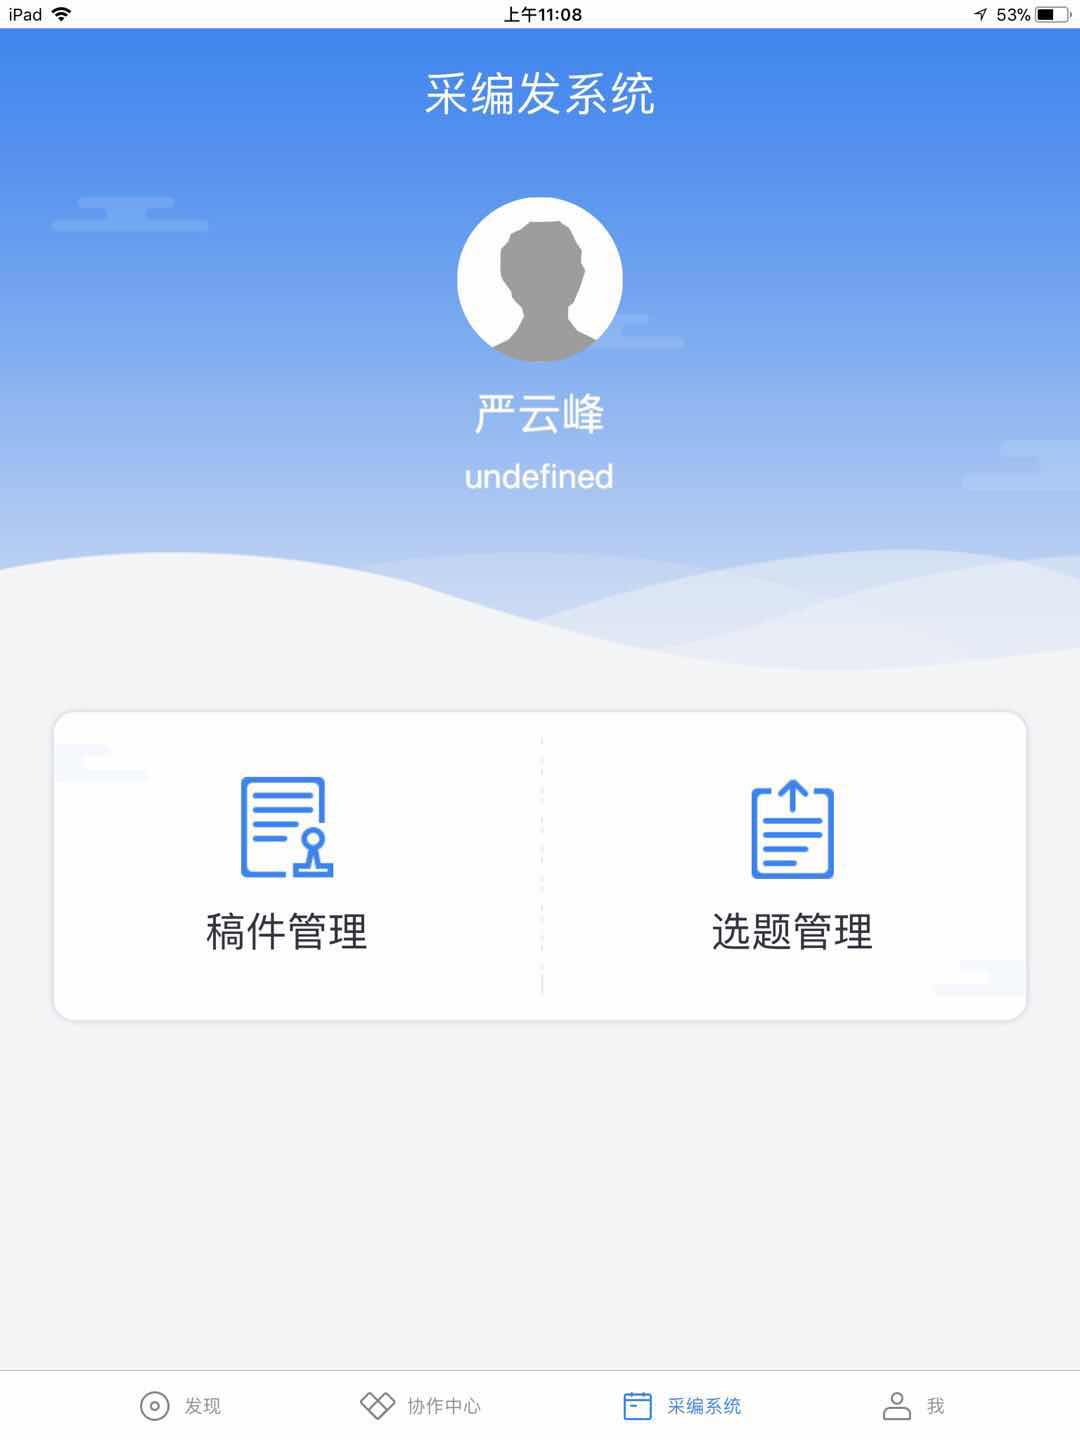 iPad 上午11:08 53%
采编发系统
严云峰
undefined
稿件管理 选题管理
发现 协作中心 采编系统 我